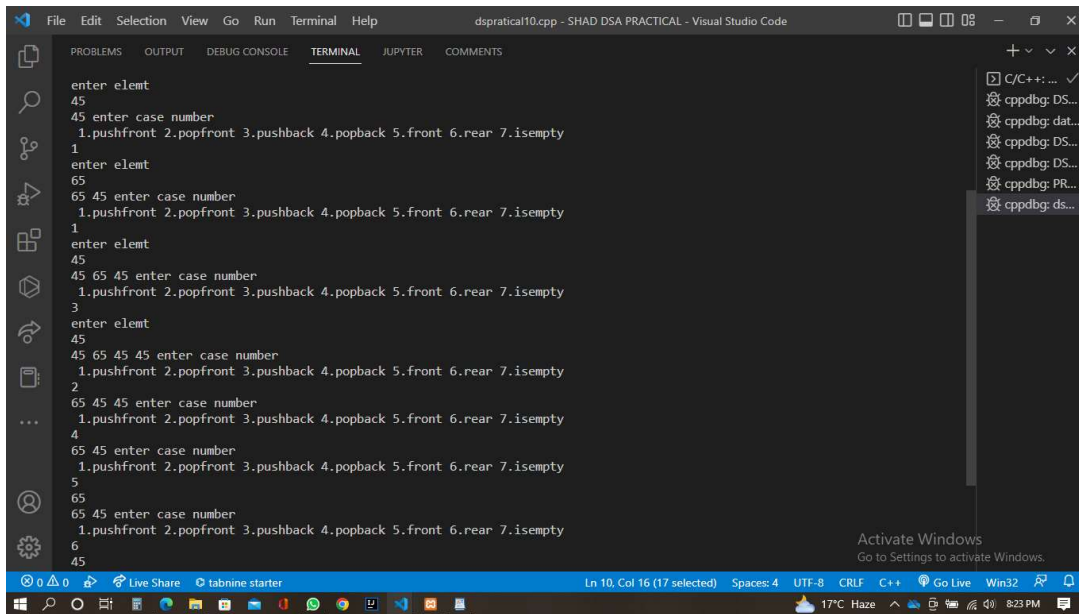 File Edit Selection View Go Run Terminal Help
dspratical10.cpp - SHAD DSA PRACTICAL - Visual Studio Code
PROBLEMS OUTPUT DEBUG CONSOLE TERMINAL JUPYTER COMMENTS
enter elemt
45
45 enter case number
1.pushfront 2.popfront 3.pushback 4.popback 5.front 6.rear 7.isempty
1
enter elemt
65
65 45 enter case number
1.pushfront 2.popfront 3.pushback 4.popback 5.front 6.rear 7.isempty
1
enter elemt
45
45 65 45 enter case number
1.pushfront 2.popfront 3.pushback 4.popback 5.front 6.rear 7.isempty
3
enter elemt
45
45 65 45 45 enter case number
1.pushfront 2.popfront 3.pushback 4.popback 5.front 6.rear 7.isempty
2
65 45 45 enter case number
1.pushfront 2.popfront 3.pushback 4.popback 5.front 6.rear 7.isempty
4
65 45 enter case number
1.pushfront 2.popfront 3.pushback 4.popback 5.front 6.rear 7.isempty
5
65
65 45 enter case number
1.pushfront 2.popfront 3.pushback 4.popback 5.front 6.rear 7.isempty
6
45
C/C++: ...
cppdbg: DS...
cppdbg: dat...
cppdbg: DS...
cppdbg: DS...
cppdbg: PR...
cppdbg: ds...
Activate Windows
Go to Settings to activate Windows.
0 0 Live Share tabnine starter
Ln 10, Col 16 (17 selected) Spaces: 4 UTF-8 CRLF C++ Go Live Win32
17°C Haze 8:23 PM